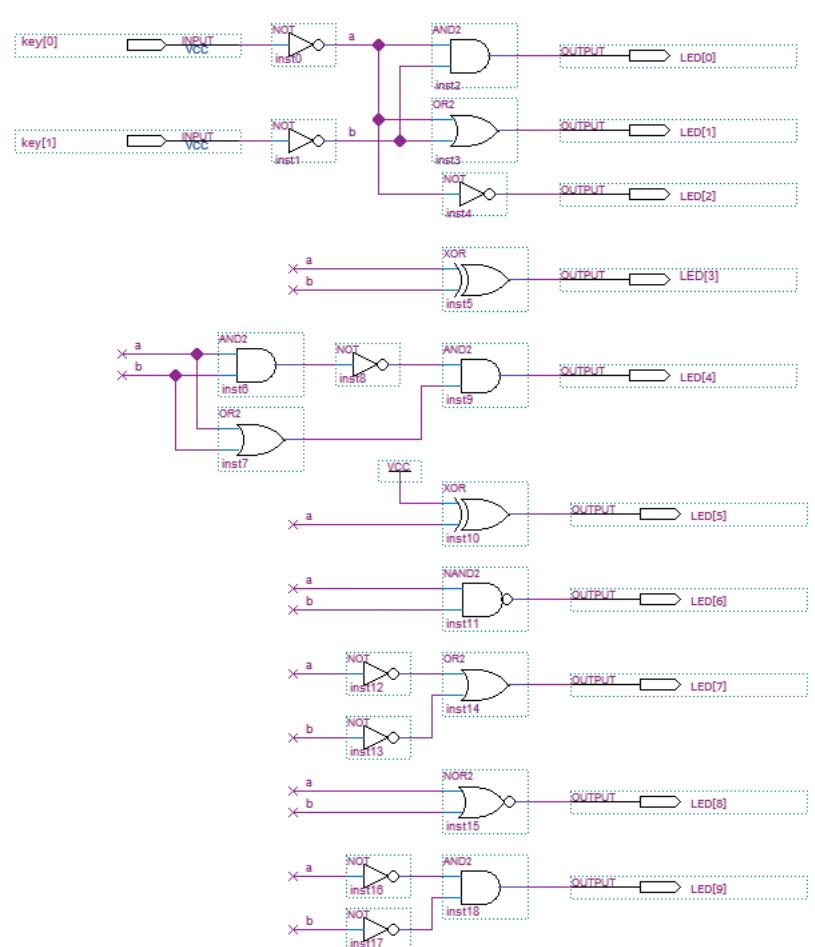 key[0]
INPUT
VCC
NOT
inst0
a
AND2
inst2
OUTPUT
LED[0]
key[1]
INPUT
VCC
NOT
inst1
b
OR2
inst3
OUTPUT
LED[1]
NOT
inst4
OUTPUT
LED[2]
a
b
XOR
inst5
OUTPUT
LED[3]
a
b
AND2
inst6
NOT
inst8
AND2
inst9
OUTPUT
LED[4]
OR2
inst7
VCC
a
XOR
inst10
OUTPUT
LED[5]
a
b
NAND2
inst11
OUTPUT
LED[6]
a
NOT
inst12
OR2
inst14
OUTPUT
LED[7]
b
NOT
inst13
a
b
NOR2
inst15
OUTPUT
LED[8]
a
NOT
inst16
AND2
inst18
OUTPUT
LED[9]
b
NOT
inst17